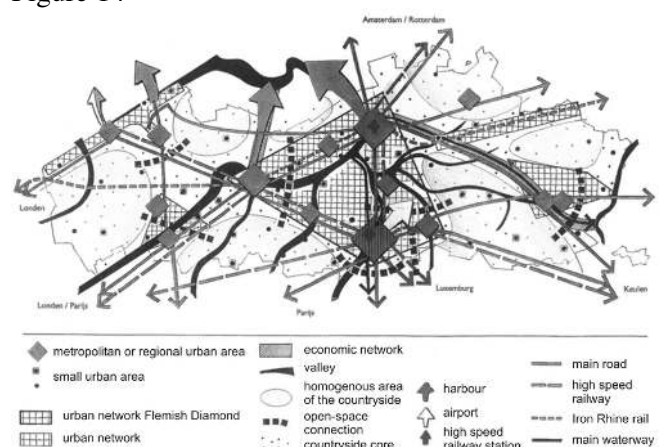 Figure 14
Amsterdam / Rotterdam
Londen
Londen / Parijs
Parijs
Luxemburg
Keulen
metropolitan or regional urban area
small urban area
urban network Flemish Diamond
urban network
economic network
valley
homogenous area
of the countryside
open-space
connection
countryside core
harbour
airport
high speed
railway station
main road
high speed
railway
Iron Rhine rail
main waterway